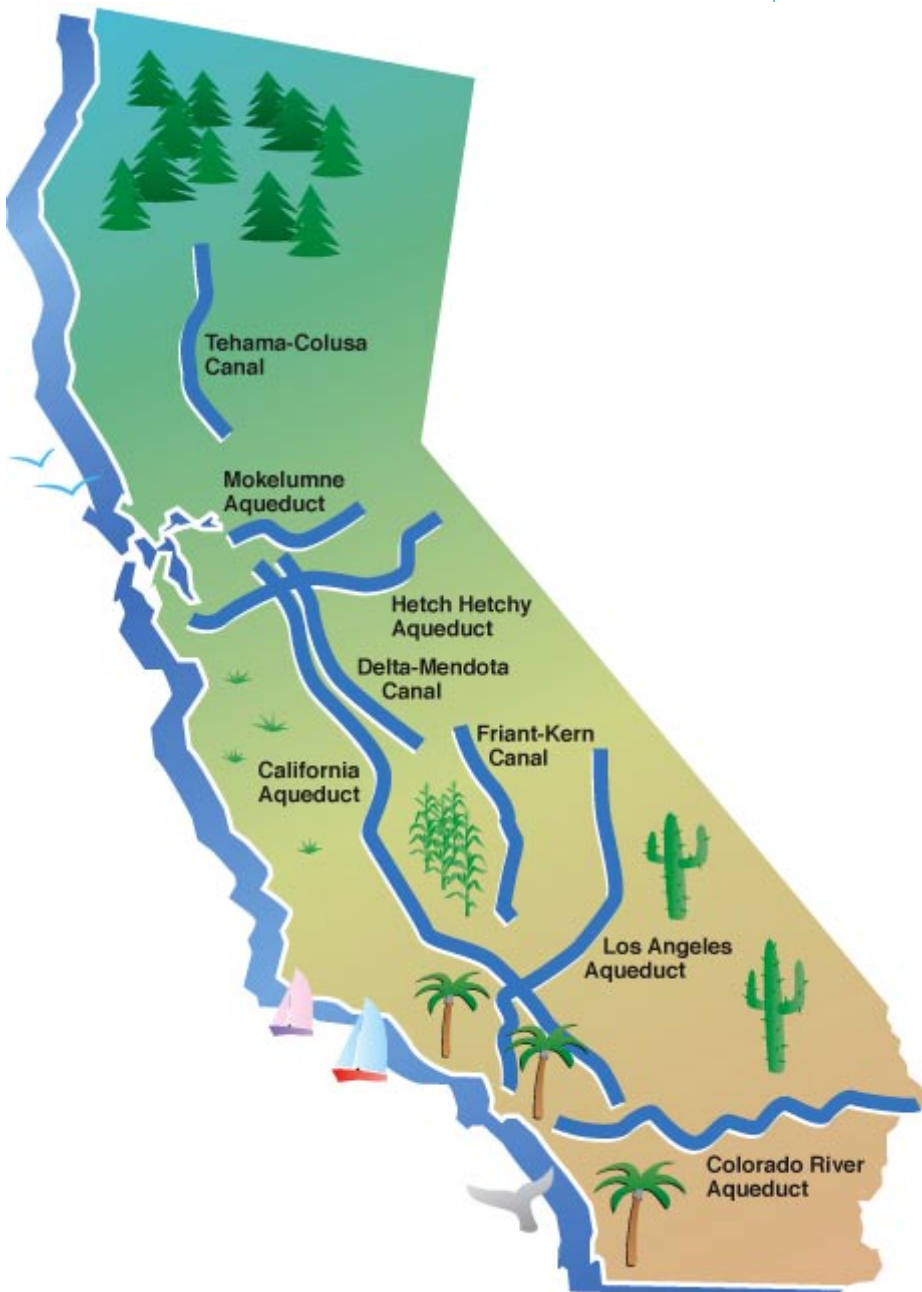 Tehama-Colusa
Canal
Mokelumne
Aqueduct
Hetch Hetchy
Aqueduct
Delta-Mendota
Canal
Friant-Kern
Canal
California
Aqueduct
Los Angeles
Aqueduct
Colorado River
Aqueduct